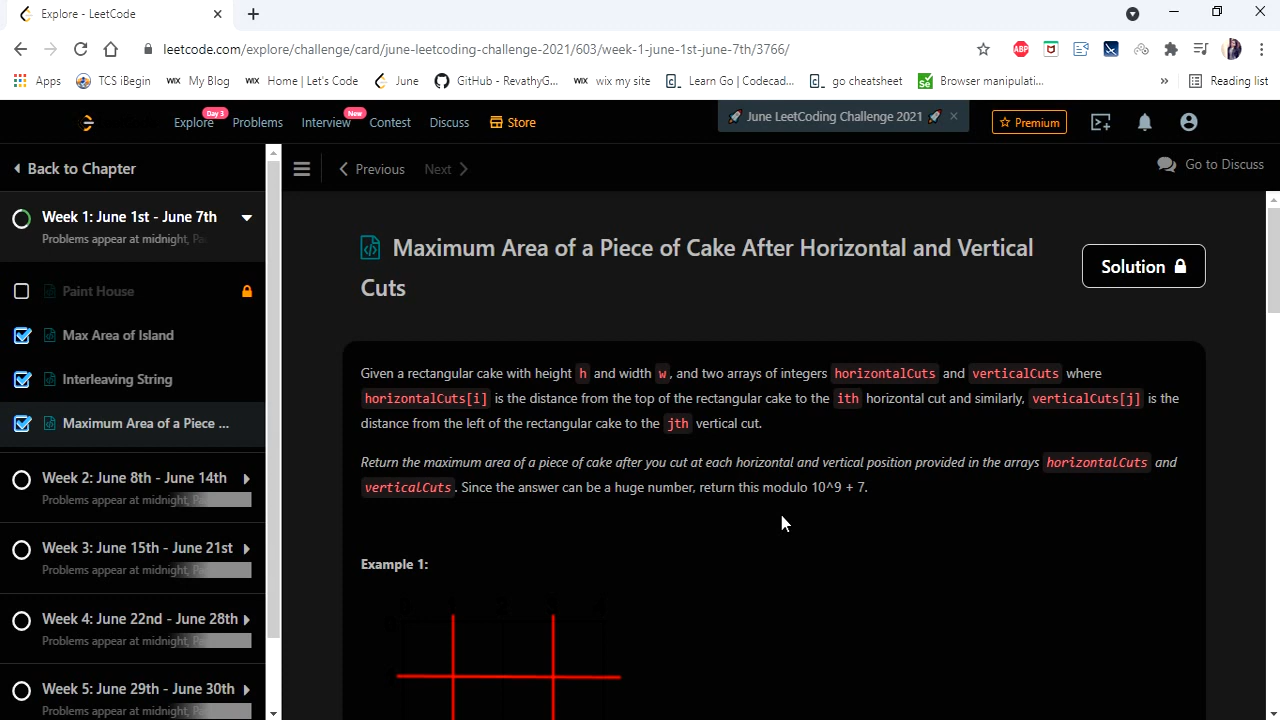 Explore - LeetCode
leetcode.com/explore/challenge/card/june-leetcoding-challenge-2021/603/week-1-june-1st-june-7th/3766/
ABP
Apps TCS iBegin WIX My Blog WIX Home | Let's Code June GitHub - RevathyG... WIX wix my site Learn Go | Codecad... go cheatsheet Browser manipulati... » Reading list
Explore Day 3 Problems Interview New Contest Discuss Store June LeetCoding Challenge 2021 Premium
Back to Chapter
Previous Next Go to Discuss
Week 1: June 1st - June 7th
Problems appear at midnight,
Paint House
Max Area of Island
Interleaving String
Maximum Area of a Piece ...
Week 2: June 8th - June 14th
Problems appear at midnight,
Week 3: June 15th - June 21st
Problems appear at midnight,
Week 4: June 22nd - June 28th
Problems appear at midnight,
Week 5: June 29th - June 30th
Problems appear at midnight,
Maximum Area of a Piece of Cake After Horizontal and Vertical
Cuts
Solution
Given a rectangular cake with height h and width w, and two arrays of integers horizontalCuts and verticalCuts where
horizontalCuts[i] is the distance from the top of the rectangular cake to the ith horizontal cut and similarly, verticalCuts[j] is the
distance from the left of the rectangular cake to the jth vertical cut.
Return the maximum area of a piece of cake after you cut at each horizontal and vertical position provided in the arrays horizontalCuts and
verticalCuts. Since the answer can be a huge number, return this modulo 10^9 + 7.
Example 1: